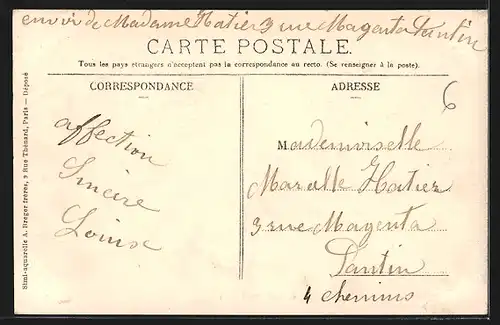 envoi de Madame Hatier 3 rue Magenta Pantin
CARTE POSTALE.
Tous les pays étrangers n'acceptent pas la correspondance au recto. (Se renseigner à la poste).
CORRESPONDANCE
ADRESSE
6
affection
Sincère
Louise
Mademoiselle
Marcelle Hatier
3 rue Magenta
Pantin
4 chemins
Simi-aquarelle A. Breger frères, 9 Rue Thénard, Paris — Déposé